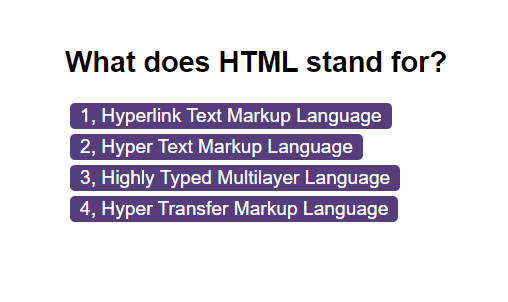 What does HTML stand for?
1, Hyperlink Text Markup Language
2, Hyper Text Markup Language
3, Highly Typed Multilayer Language
4, Hyper Transfer Markup Language